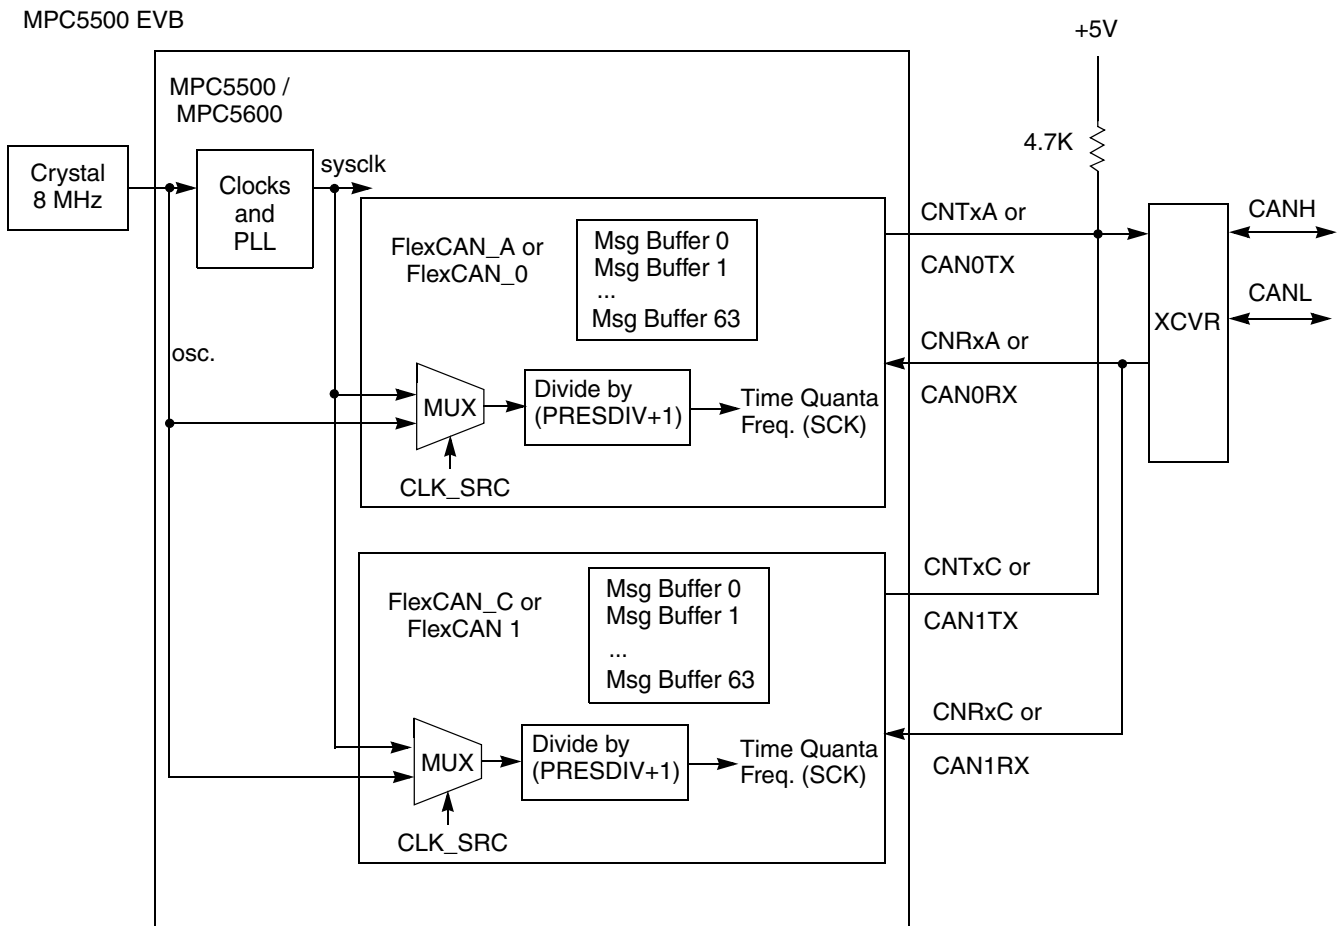 MPC5500 EVB
+5V
MPC5500 /
MPC5600
4.7K
Crystal
8 MHz
Clocks
and
PLL
sysclk
osc.
FlexCAN_A or
FlexCAN_0
Msg Buffer 0
Msg Buffer 1
...
Msg Buffer 63
MUX
Divide by
(PRESDIV+1)
Time Quanta
Freq. (SCK)
CLK_SRC
CNTxA or
CAN0TX
CNRxA or
CAN0RX
XCVR
CANH
CANL
FlexCAN_C or
FlexCAN 1
Msg Buffer 0
Msg Buffer 1
...
Msg Buffer 63
MUX
Divide by
(PRESDIV+1)
Time Quanta
Freq. (SCK)
CLK_SRC
CNTxC or
CAN1TX
CNRxC or
CAN1RX